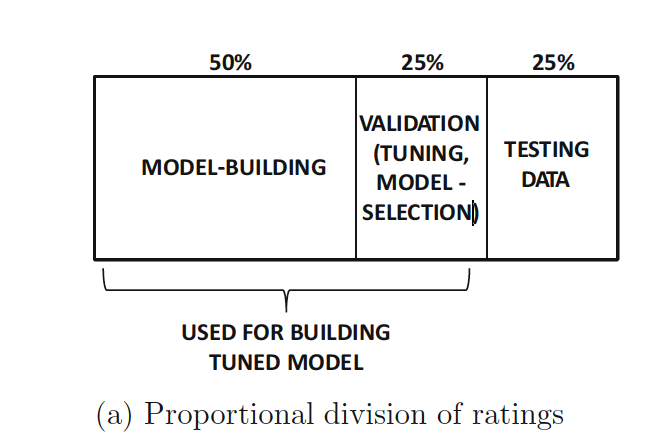 50% 25% 25%
MODEL-BUILDING
VALIDATION
(TUNING,
MODEL -
SELECTION)
TESTING
DATA
USED FOR BUILDING
TUNED MODEL
(a) Proportional division of ratings